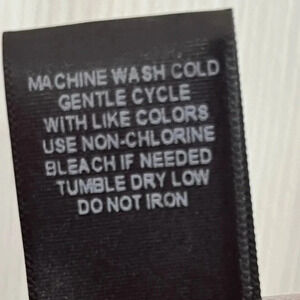 MACHINE WASH COLD
GENTLE CYCLE
WITH LIKE COLORS
USE NON-CHLORINE
BLEACH IF NEEDED
TUMBLE DRY LOW
DO NOT IRON